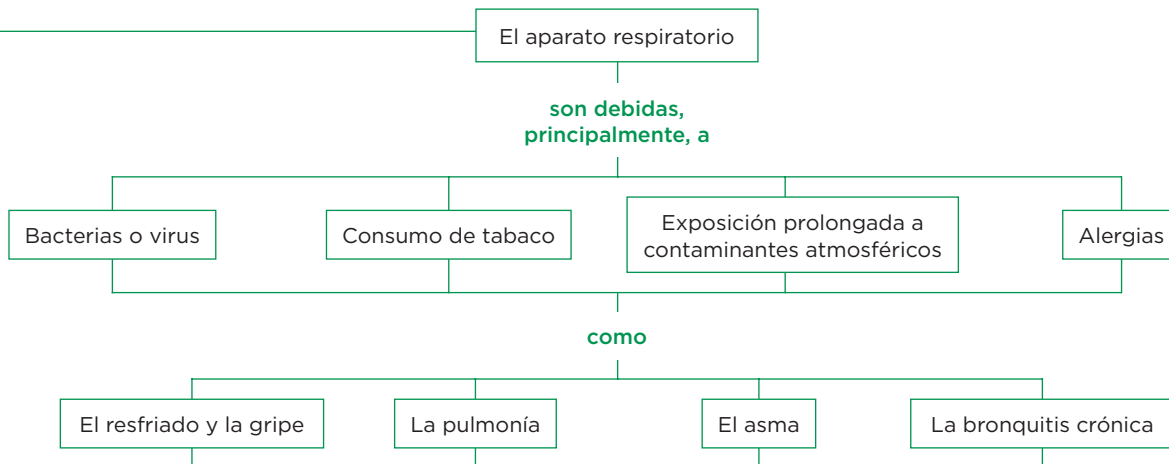 El aparato respiratorio
son debidas,
principalmente, a
Bacterias o virus
Consumo de tabaco
Exposición prolongada a
contaminantes atmosféricos
Alergias
como
El resfriado y la gripe
La pulmonía
El asma
La bronquitis crónica